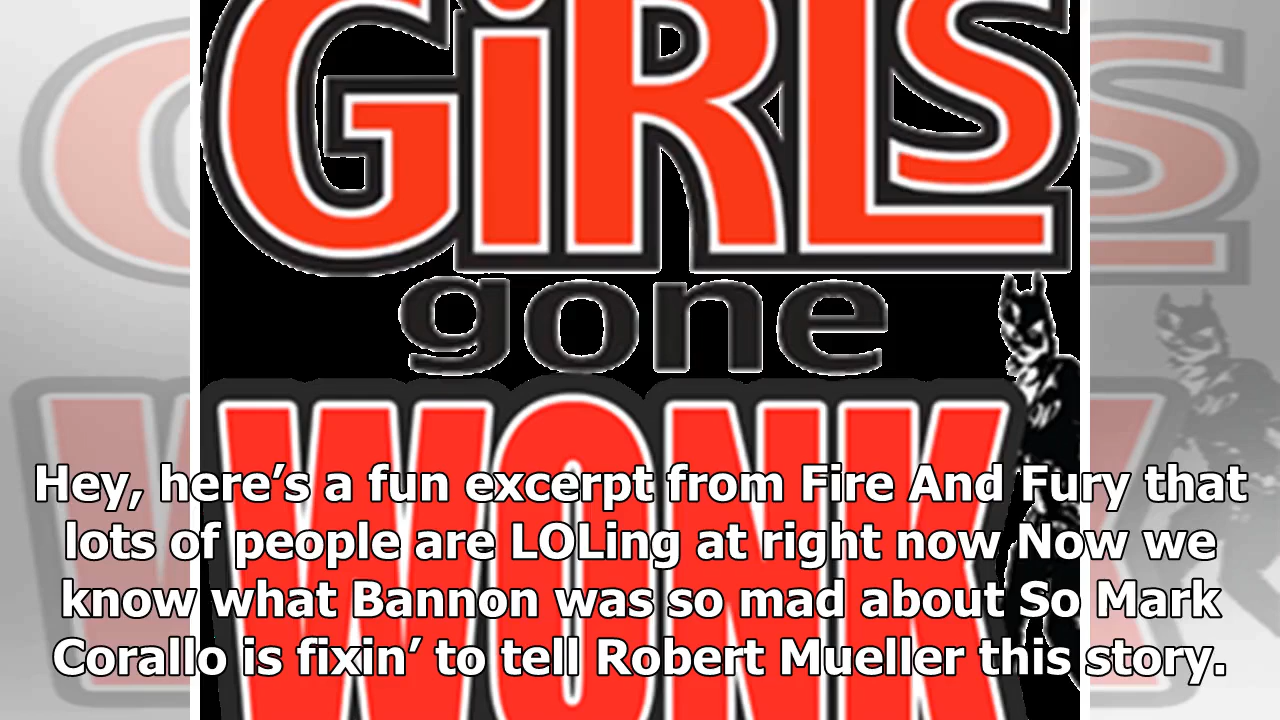 GiRLS
gone
WONK
Hey, here’s a fun excerpt from Fire And Fury that
lots of people are LOLing at right now Now we
know what Bannon was so mad about So Mark
Corallo is fixin’ to tell Robert Mueller this story.